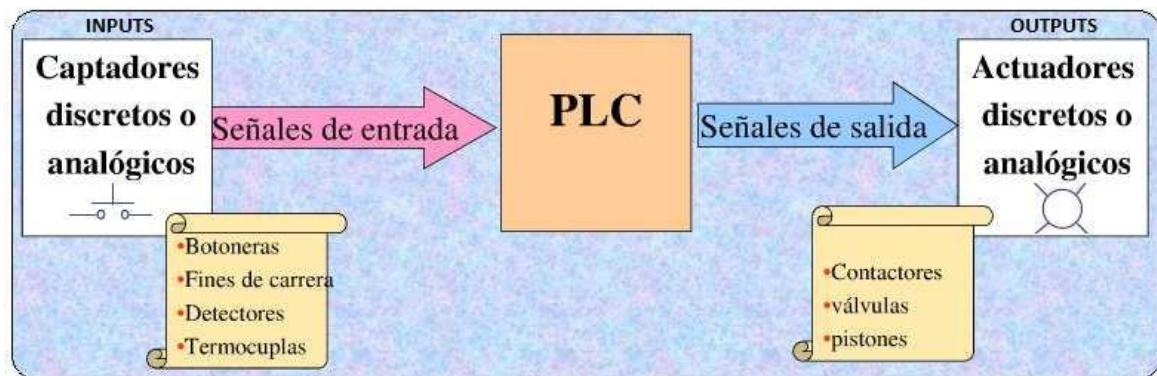 INPUTS
Captadores
discretos o
analógicos
Señales de entrada
•Botoneras
•Fines de carrera
•Detectores
•Termocuplas
PLC
Señales de salida
OUTPUTS
Actuadores
discretos o
analógicos
•Contactores
•válvulas
•pistones